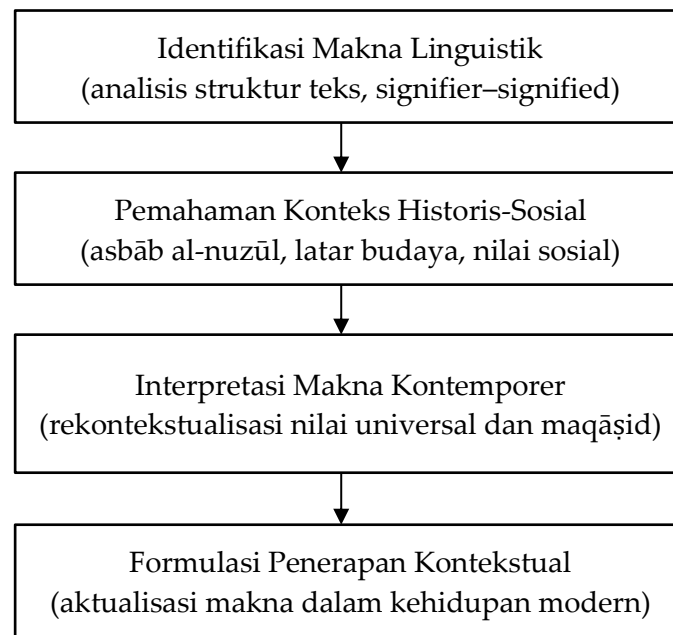 Identifikasi Makna Linguistik
(analisis struktur teks, signifier–signified)
Pemahaman Konteks Historis-Sosial
(asbāb al-nuzūl, latar budaya, nilai sosial)
Interpretasi Makna Kontemporer
(rekontekstualisasi nilai universal dan maqāṣid)
Formulasi Penerapan Kontekstual
(aktualisasi makna dalam kehidupan modern)